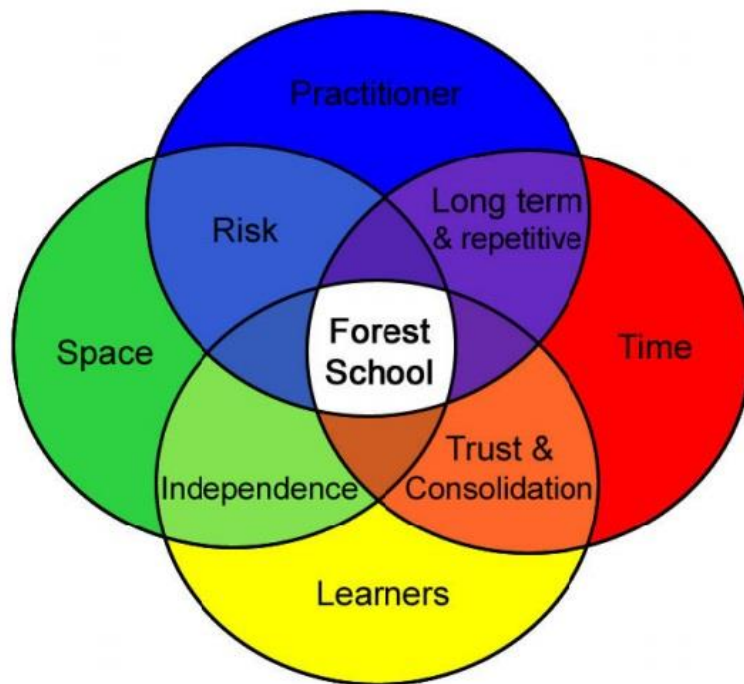 Practitioner
Risk
Long term
& repetitive
Space
Forest
School
Time
Independence
Trust &
Consolidation
Learners